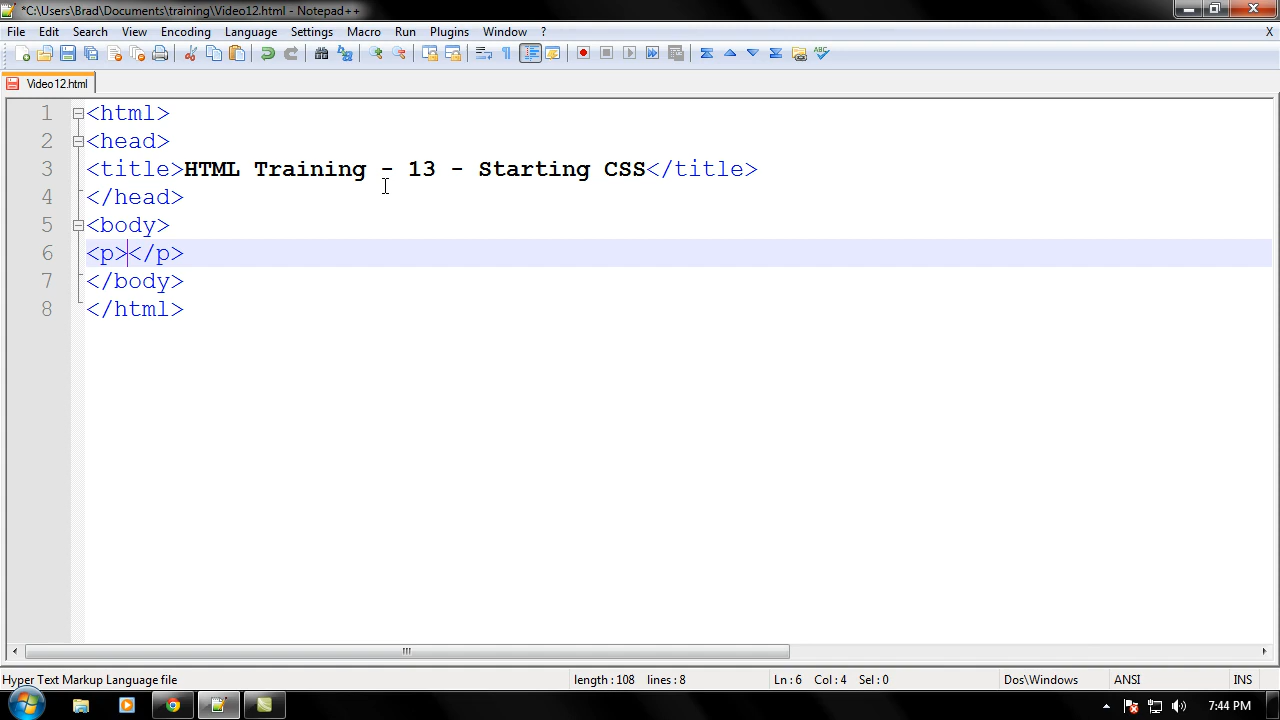 *C:\Users\Brad\Documents\training\Video12.html - Notepad++
File Edit Search View Encoding Language Settings Macro Run Plugins Window ? X
Video12.html
1 <html>
2 <head>
3 <title>HTML Training - 13 - Starting CSS</title>
4 </head>
5 <body>
6 <p></p>
7 </body>
8 </html>
Hyper Text Markup Language file length : 108 lines : 8 Ln : 6 Col : 4 Sel : 0 Dos\Windows ANSI INS
7:44 PM